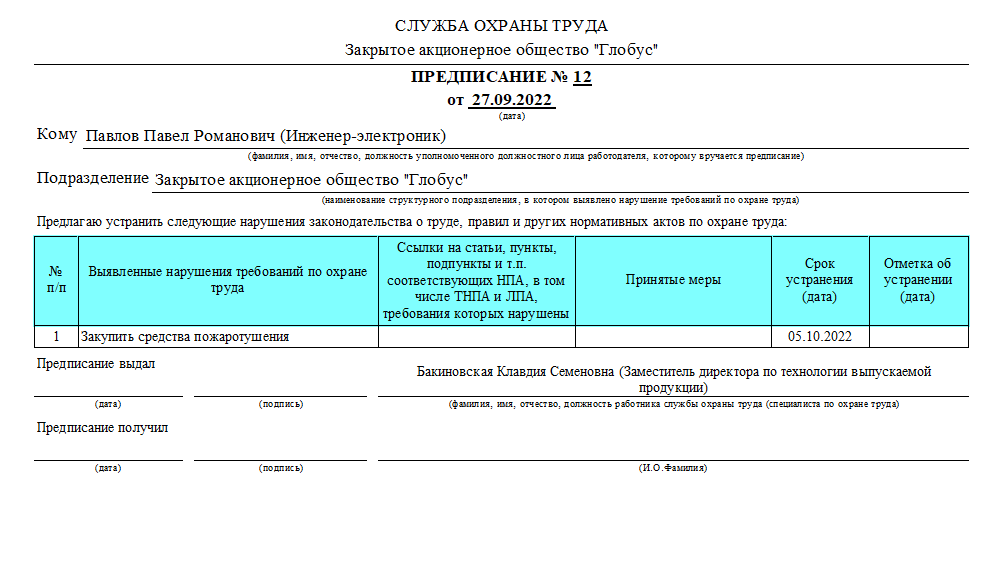 СЛУЖБА ОХРАНЫ ТРУДА
Закрытое акционерное общество "Глобус"
ПРЕДПИСАНИЕ № 12
от 27.09.2022
(дата)
Кому Павлов Павел Романович (Инженер-электроник)
(фамилия, имя, отчество, должность уполномоченного должностного лица работодателя, которому вручается предписание)
Подразделение Закрытое акционерное общество "Глобус"
(наименование структурного подразделения, в котором выявлено нарушение требований по охране труда)
Предлагаю устранить следующие нарушения законодательства о труде, правил и других нормативных актов по охране труда:
№
п/п
Выявленные нарушения требований по охране
труда
Ссылки на статьи, пункты,
подпункты и т.п.
соответствующих НПА, в том
числе ТНПА и ЛПА,
требования которых нарушены
Принятые меры
Срок
устранения
(дата)
Отметка об
устранении
(дата)
1 Закупить средства пожаротушения 05.10.2022
Предписание выдал
Бакиновская Клавдия Семеновна (Заместитель директора по технологии выпускаемой
продукции)
(дата) (подпись) (фамилия, имя, отчество, должность работника службы охраны труда (специалиста по охране труда)
Предписание получил
(дата) (подпись) (И.О.Фамилия)